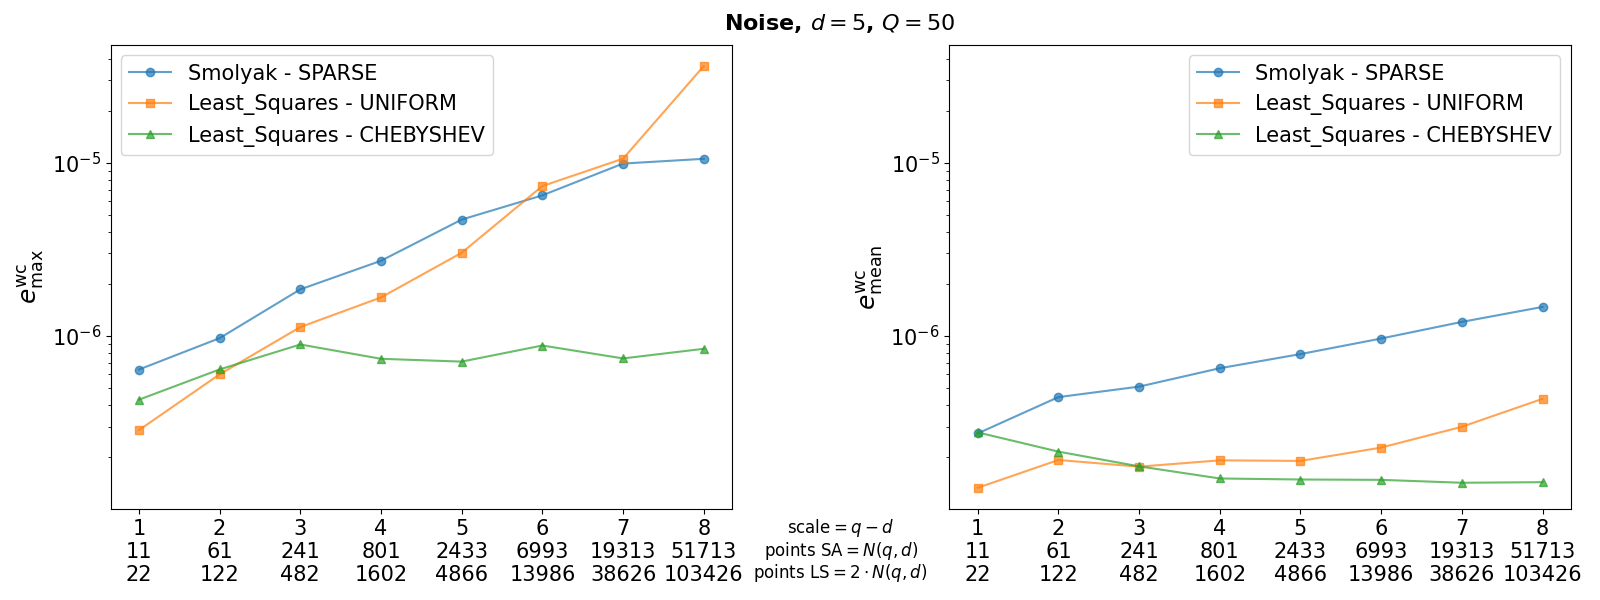 Noise, d = 5, Q = 50
Smolyak - SPARSE
Least_Squares - UNIFORM
Least_Squares - CHEBYSHEV
10^{-5}
10^{-6}
e^{wc}_{max}
1 2 3 4 5 6 7 8
11 61 241 801 2433 6993 19313 51713
22 122 482 1602 4866 13986 38626 103426
scale = q − d
points SA = N(q, d)
points LS = 2 · N(q, d)
Smolyak - SPARSE
Least_Squares - UNIFORM
Least_Squares - CHEBYSHEV
10^{-5}
10^{-6}
e^{wc}_{mean}
1 2 3 4 5 6 7 8
11 61 241 801 2433 6993 19313 51713
22 122 482 1602 4866 13986 38626 103426